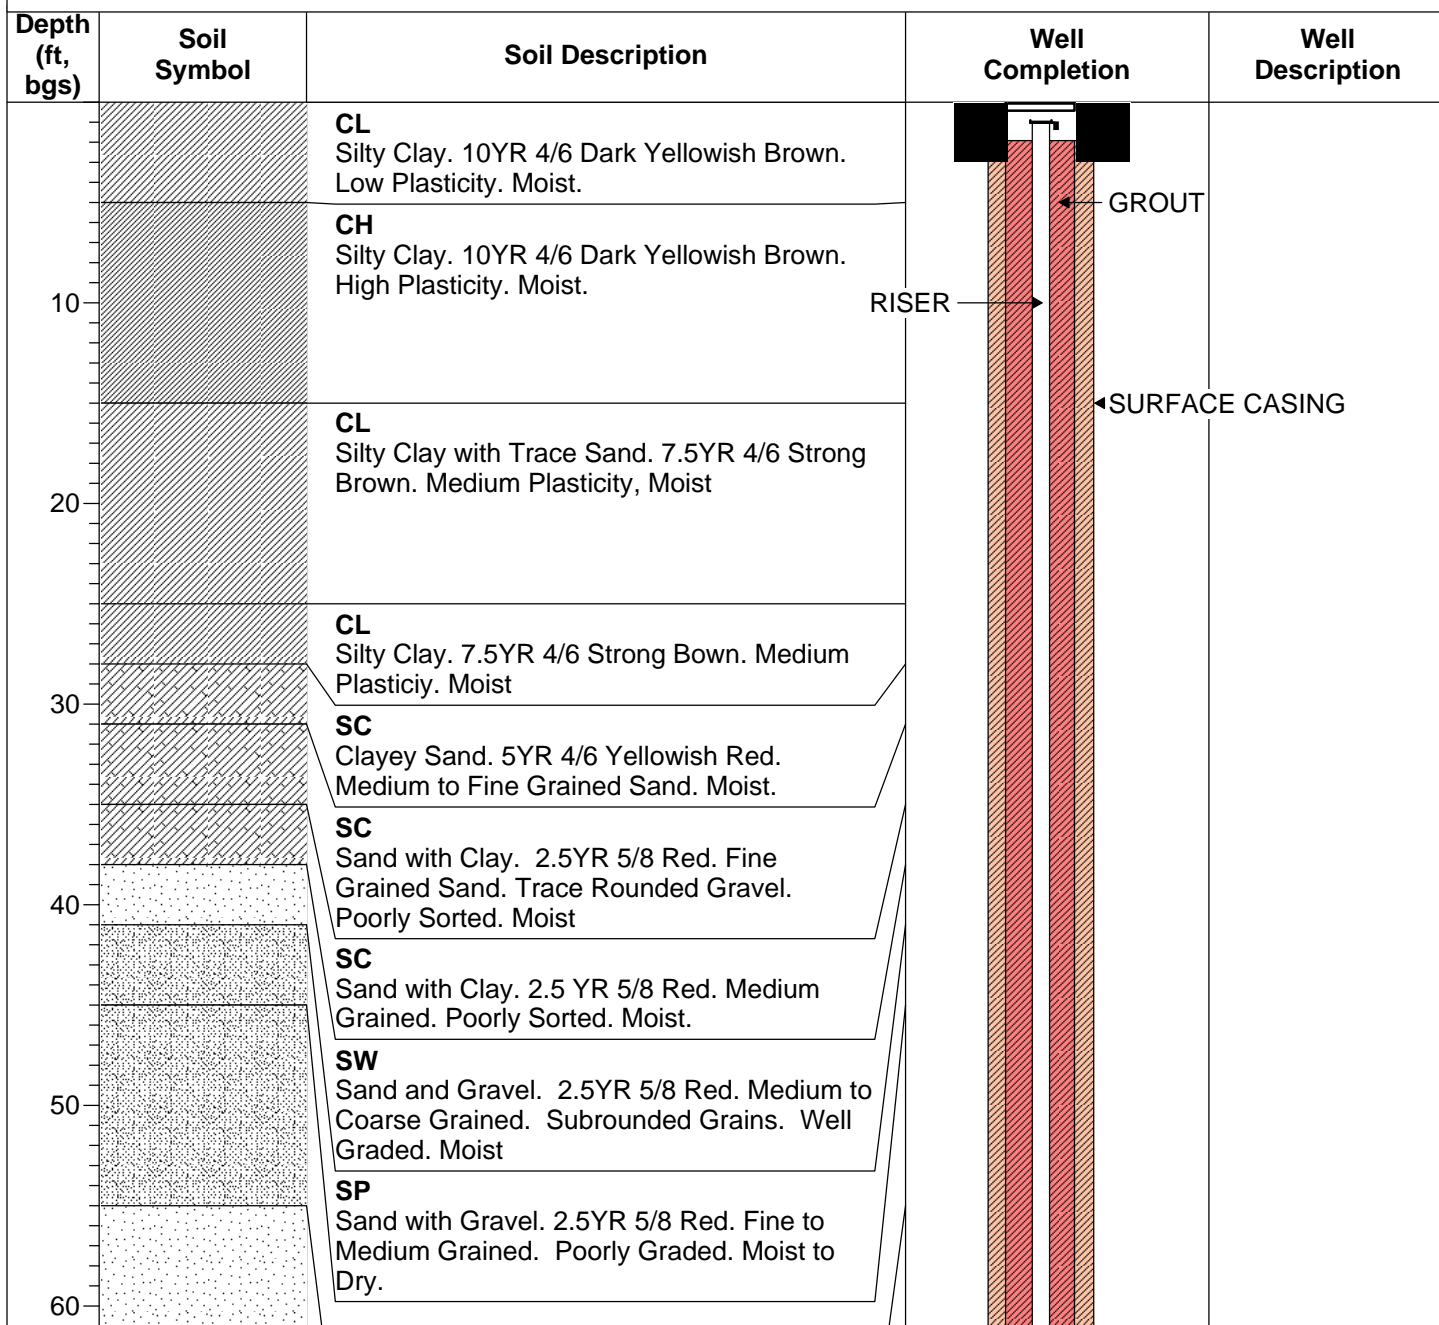 Depth
(ft,
bgs)
Soil
Symbol
Soil Description
Well
Completion
Well
Description
CL
Silty Clay. 10YR 4/6 Dark Yellowish Brown.
Low Plasticity. Moist.
CH
Silty Clay. 10YR 4/6 Dark Yellowish Brown.
High Plasticity. Moist.
GROUT
10
RISER
SURFACE CASING
CL
Silty Clay with Trace Sand. 7.5YR 4/6 Strong
Brown. Medium Plasticity, Moist
20
CL
Silty Clay. 7.5YR 4/6 Strong Bown. Medium
Plasticiy. Moist
30
SC
Clayey Sand. 5YR 4/6 Yellowish Red.
Medium to Fine Grained Sand. Moist.
SC
Sand with Clay.  2.5YR 5/8 Red. Fine
Grained Sand. Trace Rounded Gravel.
Poorly Sorted. Moist
40
SC
Sand with Clay. 2.5 YR 5/8 Red. Medium
Grained. Poorly Sorted. Moist.
SW
Sand and Gravel.  2.5YR 5/8 Red. Medium to
Coarse Grained.  Subrounded Grains.  Well
Graded. Moist
50
SP
Sand with Gravel. 2.5YR 5/8 Red. Fine to
Medium Grained.  Poorly Graded. Moist to
Dry.
60